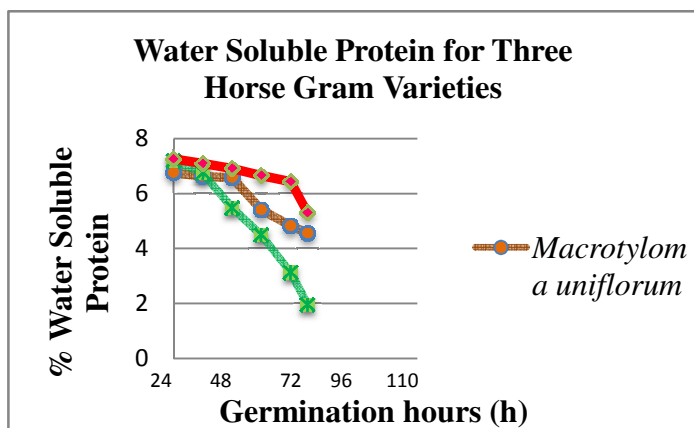 Water Soluble Protein for Three
Horse Gram Varieties
% Water Soluble
Protein
8
6
4
2
0
24 48 72 96 110
Germination hours (h)
Macrotylom
a uniflorum